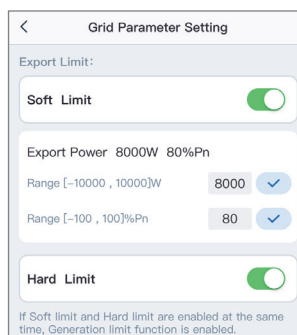 Grid Parameter Setting
Export Limit:
Soft Limit
Export Power 8000W 80%Pn
Range [-10000 , 10000]W 8000
Range [-100 , 100]%Pn 80
Hard Limit
If Soft limit and Hard limit are enabled at the same
time, Generation limit function is enabled.